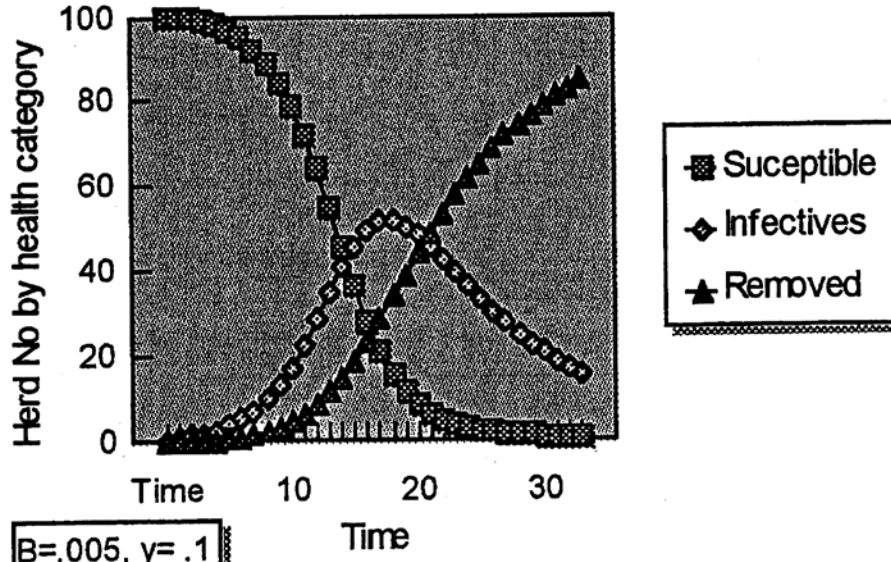 Herd No by health category
100
80
60
40
20
0
Time 10 20 30
Time
Suceptible
Infectives
Removed
B=.005, y= .1